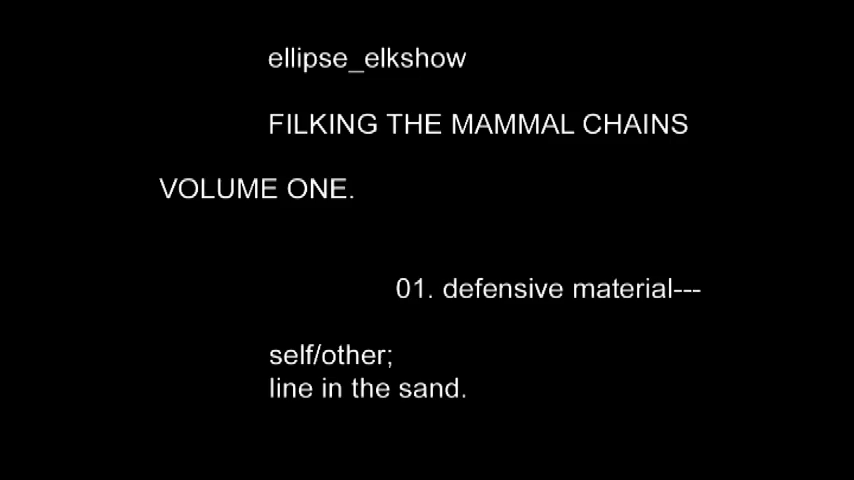 ellipse_elkshow
FILKING THE MAMMAL CHAINS
VOLUME ONE.
01. defensive material---
self/other;
line in the sand.